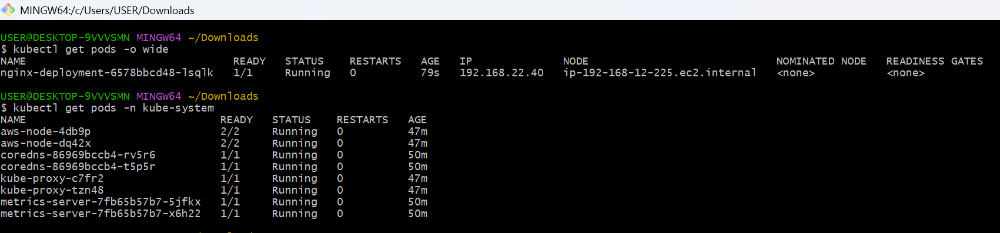 MINGW64:/c/Users/USER/Downloads
USER@DESKTOP-9VVVSMN MINGW64 ~/Downloads
$ kubectl get pods -o wide
NAME READY STATUS RESTARTS AGE IP NODE NOMINATED NODE READINESS GATES
nginx-deployment-6578bbcd48-lsqlk 1/1 Running 0 79s 192.168.22.40 ip-192-168-12-225.ec2.internal <none> <none>
USER@DESKTOP-9VVVSMN MINGW64 ~/Downloads
$ kubectl get pods -n kube-system
NAME READY STATUS RESTARTS AGE
aws-node-4db9p 2/2 Running 0 47m
aws-node-dq42x 2/2 Running 0 47m
coredns-86969bccb4-rv5r6 1/1 Running 0 50m
coredns-86969bccb4-t5p5r 1/1 Running 0 50m
kube-proxy-c7fr2 1/1 Running 0 47m
kube-proxy-tzn48 1/1 Running 0 47m
metrics-server-7fb65b57b7-5jfkx 1/1 Running 0 50m
metrics-server-7fb65b57b7-x6h22 1/1 Running 0 50m